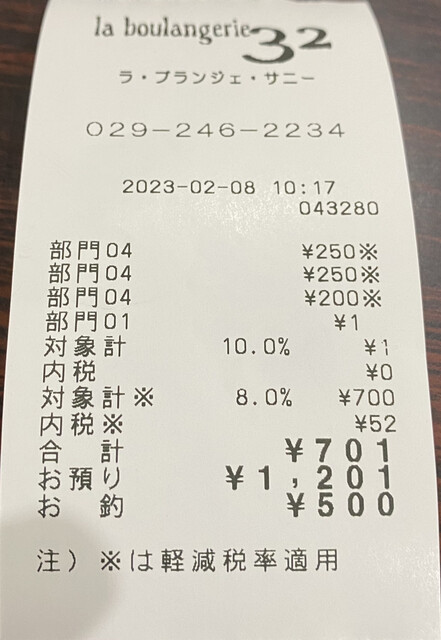 la boulangerie 32
ラ・ブランジェ・サニー
029-246-2234
2023-02-08 10:17
043280
部門04 ¥250※
部門04 ¥250※
部門04 ¥200※
部門01 ¥1
対象計 10.0% ¥1
内税 ¥0
対象計※ 8.0% ¥700
内税※ ¥52
合計 ¥701
お預り ¥1,201
お釣 ¥500
注）※は軽減税率適用